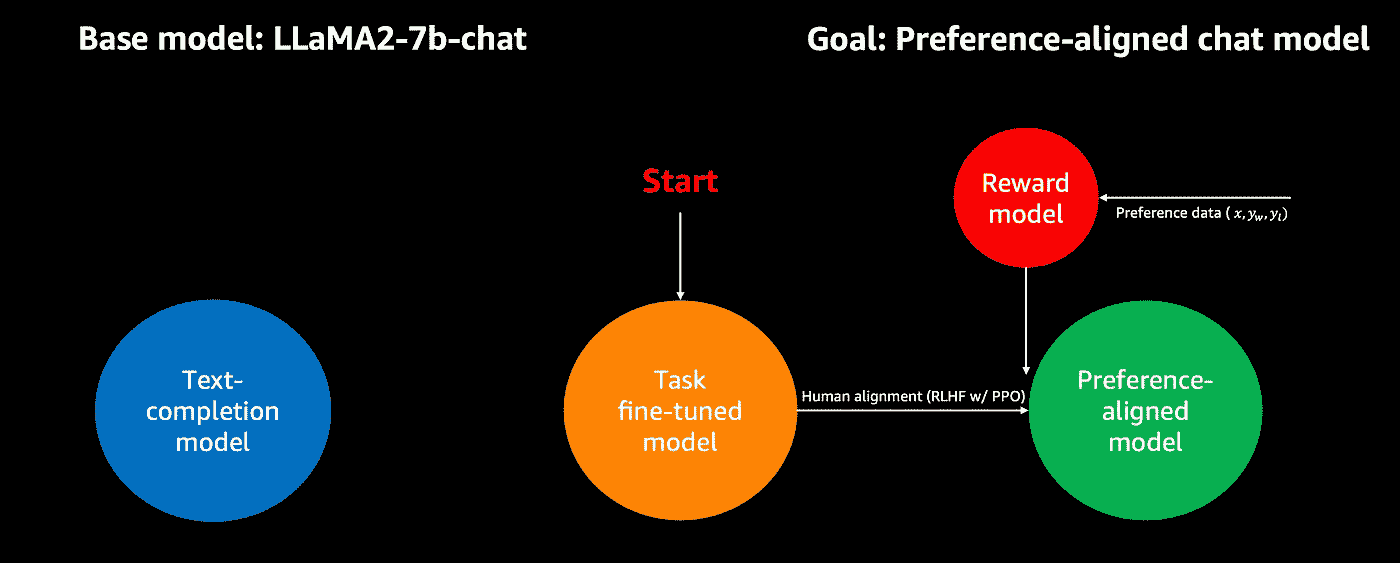 Base model: LLaMA2-7b-chat
Goal: Preference-aligned chat model
Start
Reward
model
Preference data ( x, y_w, y_l)
Text-
completion
model
Task
fine-tuned
model
Human alignment (RLHF w/ PPO)
Preference-
aligned
model